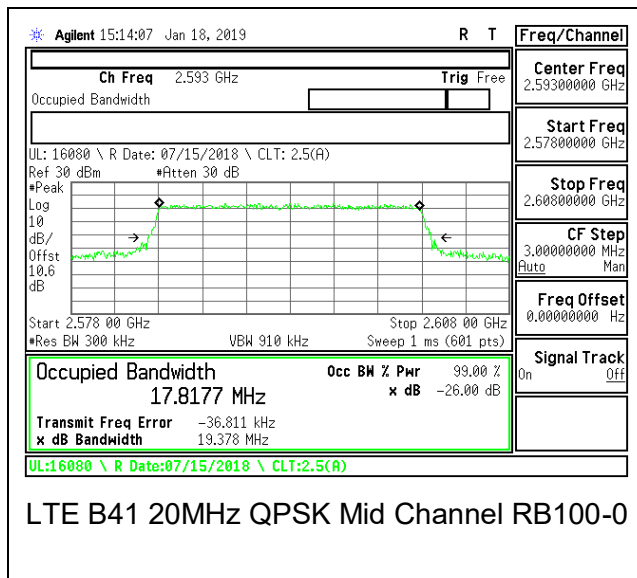 Agilent 15:14:07 Jan 18, 2019 R T
Freq/Channel
Ch Freq 2.593 GHz Trig Free
Occupied Bandwidth
Center Freq
2.59300000 GHz
Start Freq
2.57800000 GHz
Stop Freq
2.60800000 GHz
CF Step
3.00000000 MHz
Auto Man
Freq Offset
0.00000000 Hz
Signal Track
On Off
UL: 16080 \ R Date: 07/15/2018 \ CLT: 2.5(A)
Ref 30 dBm #Atten 30 dB
#Peak
Log
10
dB/
Offst
10.6
dB
Start 2.578 00 GHz Stop 2.608 00 GHz
#Res BW 300 kHz VBW 910 kHz Sweep 1 ms (601 pts)
Occupied Bandwidth Occ BW % Pwr 99.00 %
17.8177 MHz x dB -26.00 dB
Transmit Freq Error -36.811 kHz
x dB Bandwidth 19.378 MHz
UL:16080 \ R Date:07/15/2018 \ CLT:2.5(A)
LTE B41 20MHz QPSK Mid Channel RB100-0